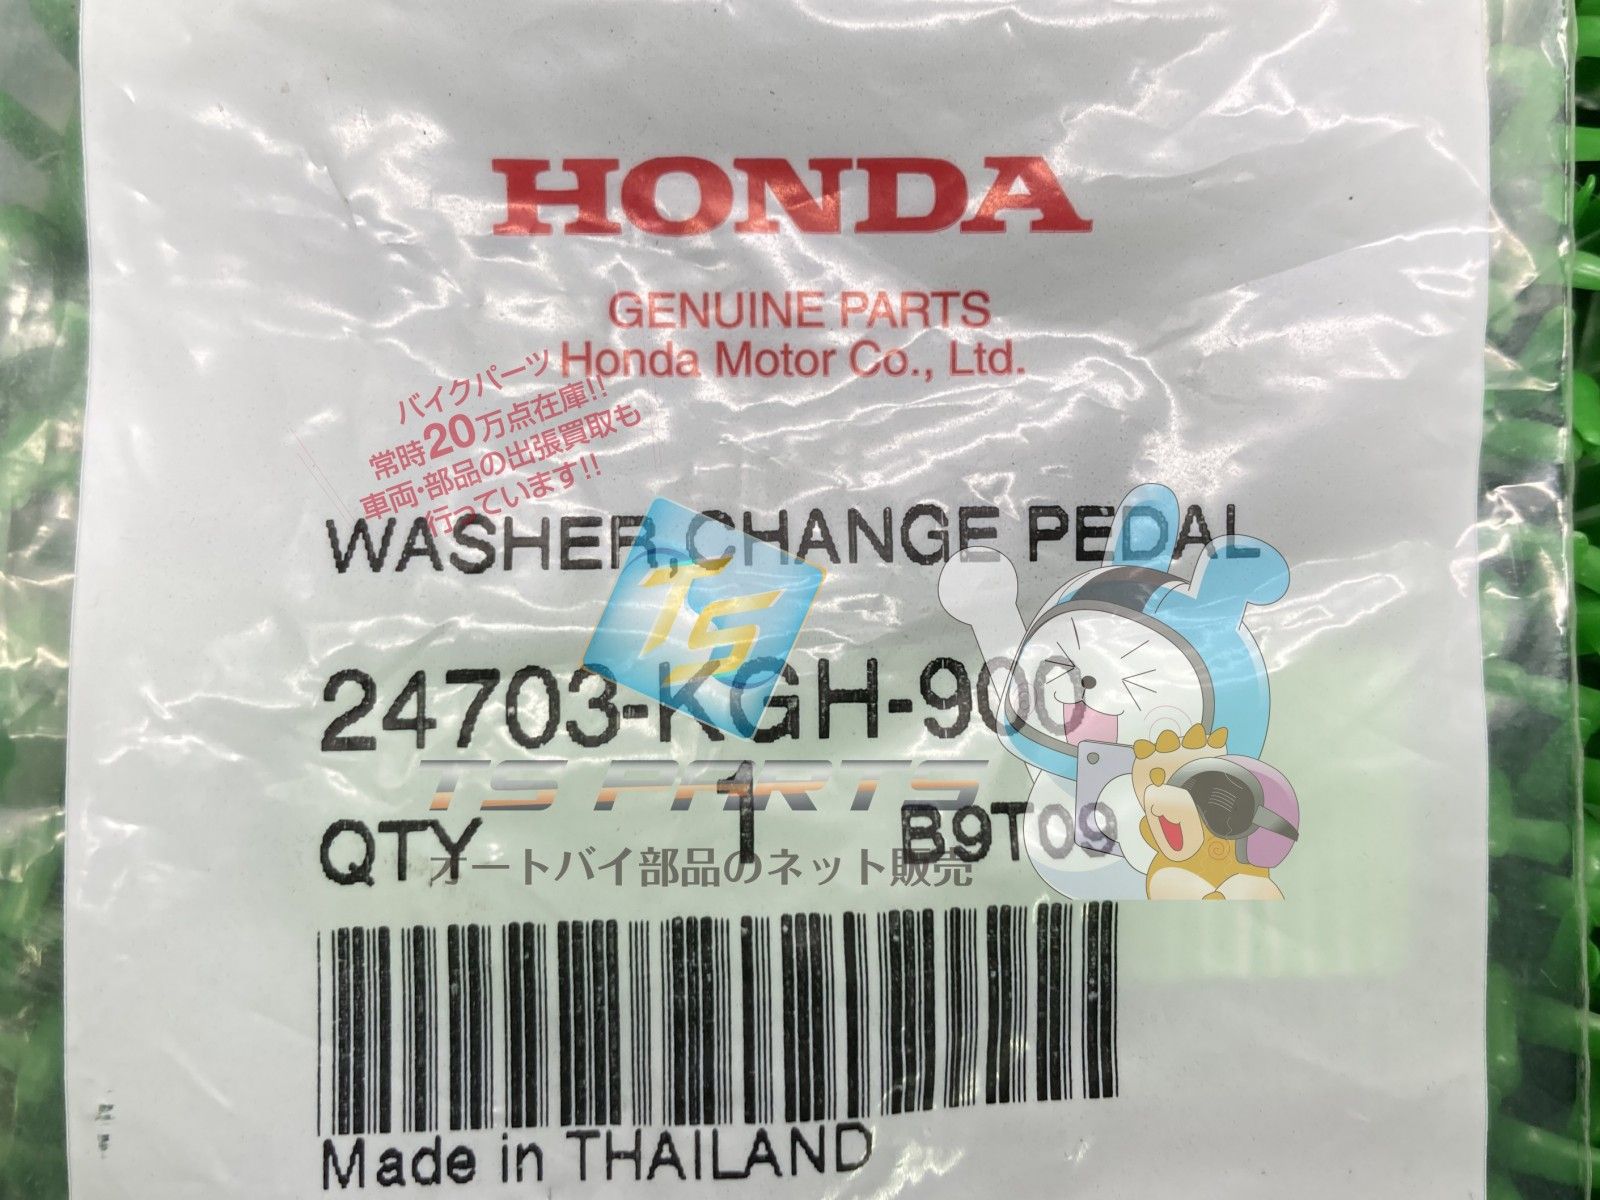 HONDA
GENUINE PARTS
Honda Motor Co., Ltd.
バイクパーツ
常時20万点在庫!!
車両・部品の出張買取も
行っています!!
WASHER,CHANGE PEDAL
TS
24703-KGH-900
TS PARTS
QTY 1 B9T09
オートバイ部品のネット販売
Made in THAILAND